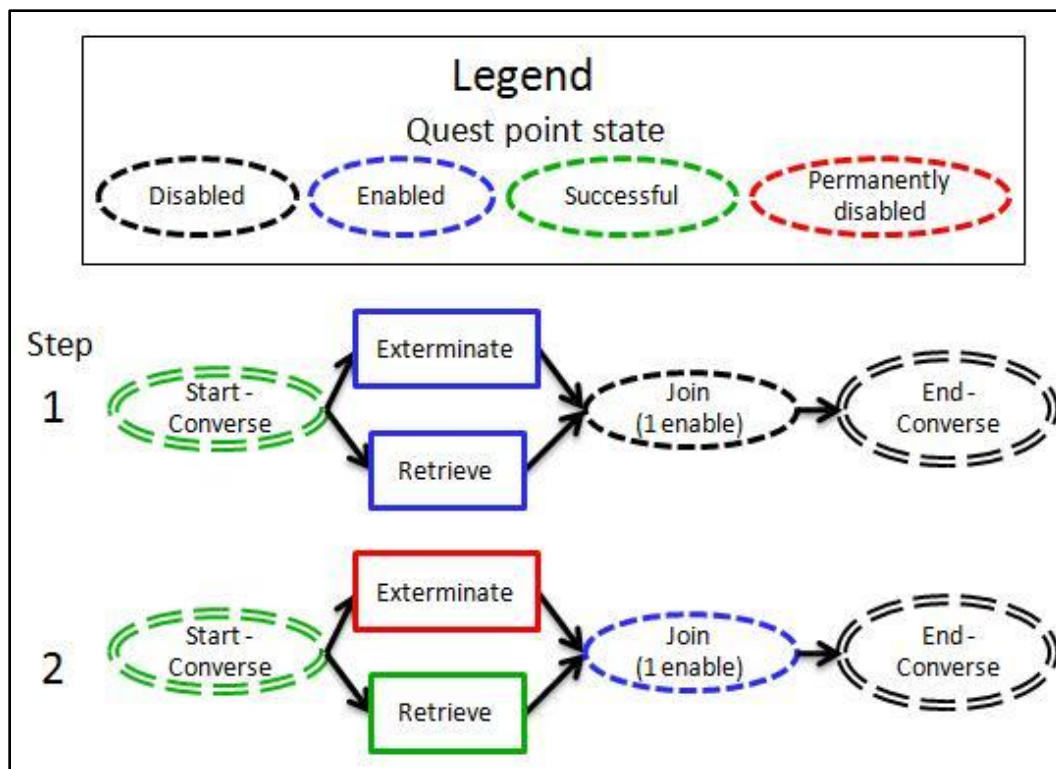 Legend
Quest point state
Disabled
Enabled
Successful
Permanently
disabled
Step
1
Start -
Converse
Exterminate
Retrieve
Join
(1 enable)
End -
Converse
2
Start -
Converse
Exterminate
Retrieve
Join
(1 enable)
End -
Converse